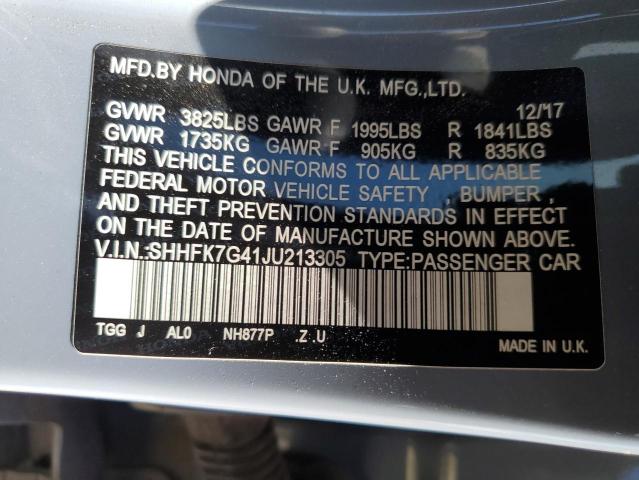 MFD.BY HONDA OF THE U.K. MFG.,LTD.
12/17
GVWR 3825LBS GAWR F 1995LBS R 1841LBS
GVWR 1735KG GAWR F 905KG R 835KG
THIS VEHICLE CONFORMS TO ALL APPLICABLE
FEDERAL MOTOR VEHICLE SAFETY , BUMPER ,
AND THEFT PREVENTION STANDARDS IN EFFECT
ON THE DATE OF MANUFACTURE SHOWN ABOVE.
V.I.N.:SHHFK7G41JU213305 TYPE:PASSENGER CAR
TGG J AL0 NH877P .Z .U
MADE IN U.K.